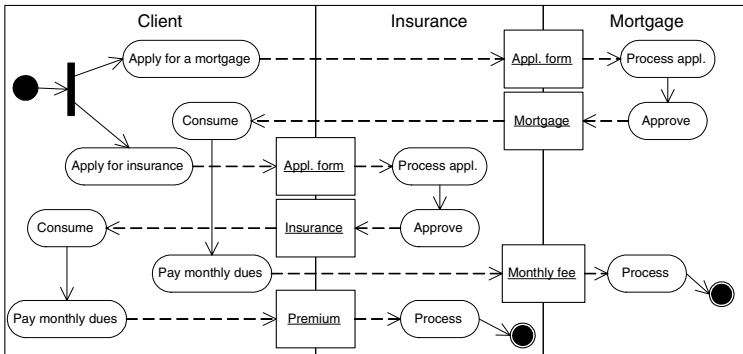 Client Insurance Mortgage
Apply for a mortgage Appl. form Process appl.
Consume Mortgage Approve
Apply for insurance Appl. form Process appl.
Consume Insurance Approve
Pay monthly dues Monthly fee Process
Pay monthly dues Premium Process